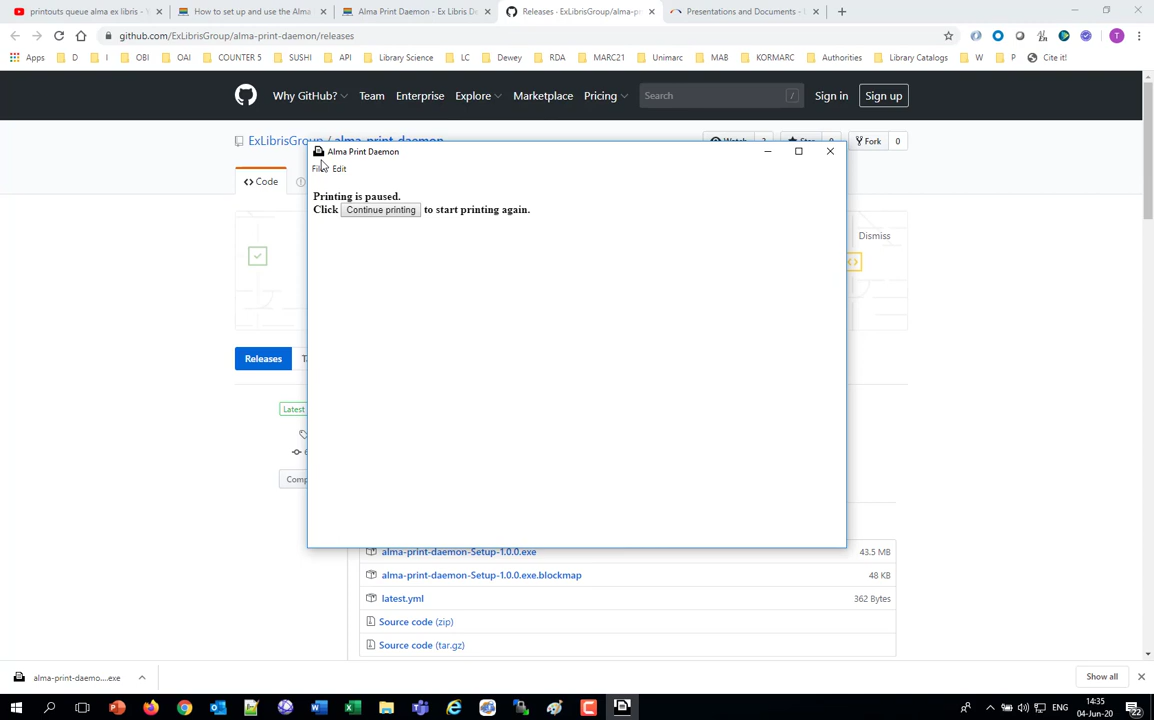 printouts queue alma ex libris -
How to set up and use the Alma
Alma Print Daemon - Ex Libris De
Releases · ExLibrisGroup/alma-pr
Presentations and Documents -
github.com/ExLibrisGroup/alma-print-daemon/releases
T
Apps D I OBI OAI COUNTER 5 SUSHI API Library Science LC Dewey RDA MARC21 Unimarc MAB KORMARC Authorities Library Catalogs W P Cite It!
Why GitHub? Team Enterprise Explore Marketplace Pricing Search / Sign in Sign up
ExLibrisGroup / alma-print-daemon
Fork 0
Code
Alma Print Daemon
Edit
Printing is paused.
Click Continue printing to start printing again.
Dismiss
Releases
Latest
alma-print-daemon-Setup-1.0.0.exe 43.5 MB
alma-print-daemon-Setup-1.0.0.exe.blockmap 48 KB
latest.yml 362 Bytes
Source code (zip)
Source code (tar.gz)
alma-print-daemo....exe
Show all
ENG
14:35
04-Jun-20
22